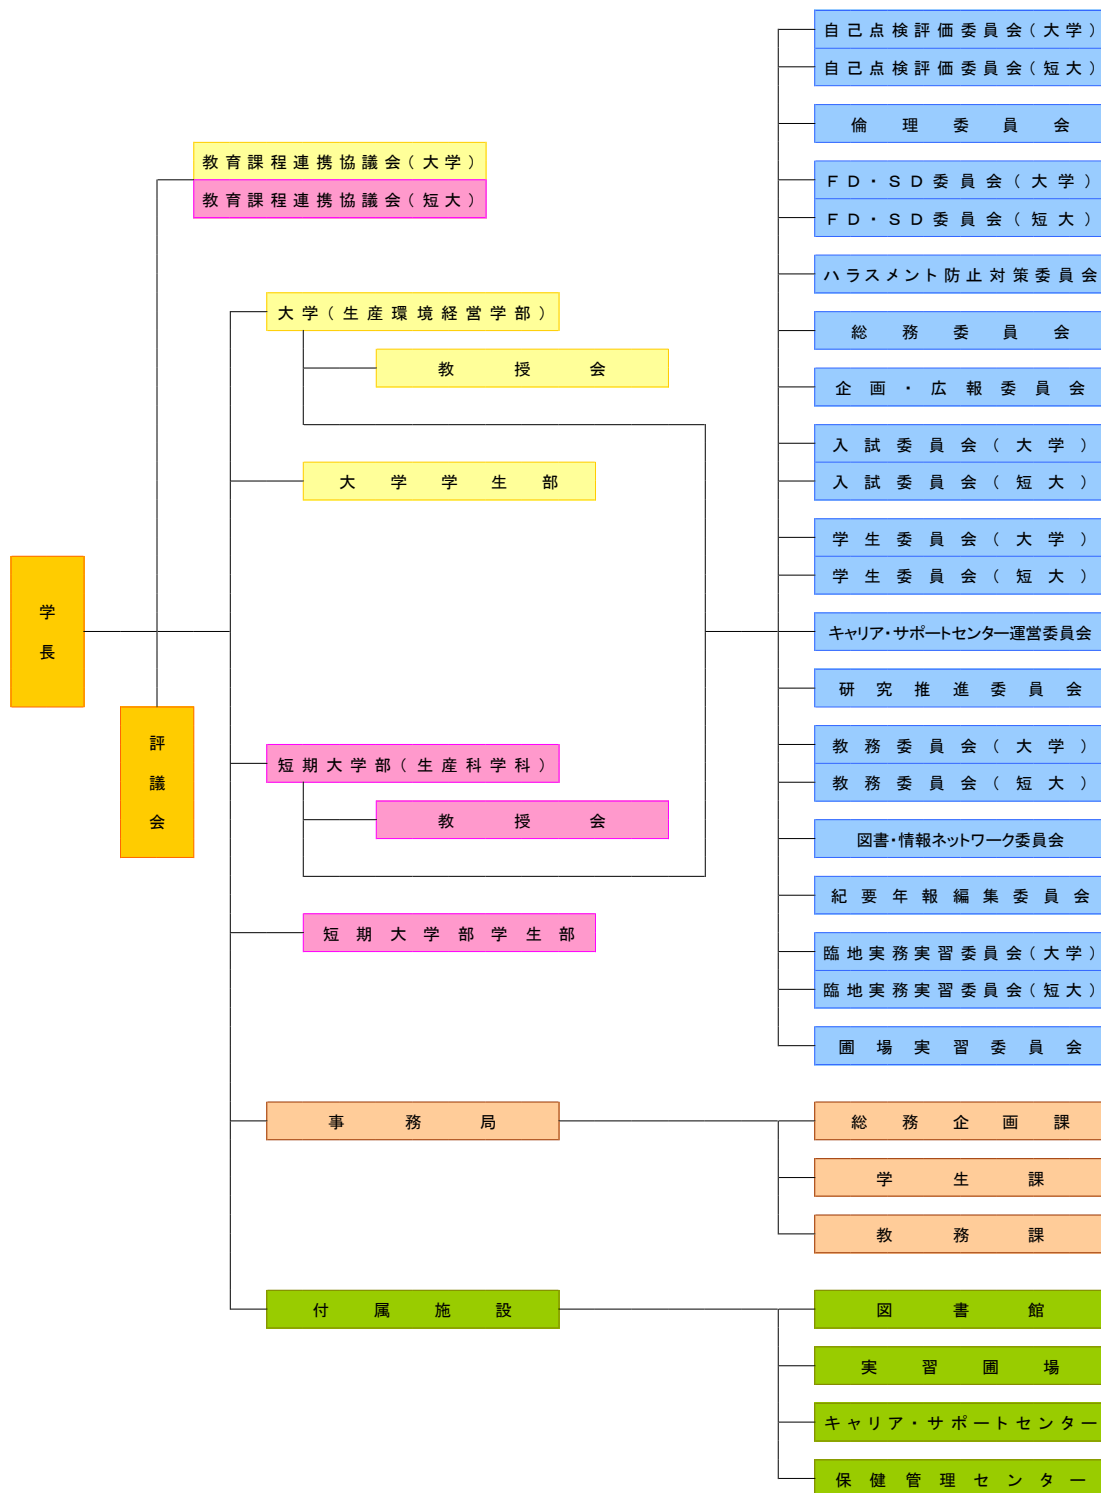 学長
評議会
教育課程連携協議会(大学)
教育課程連携協議会(短大)
大学(生産環境経営学部)
教授会
大学学生部
短期大学部(生産科学科)
教授会
短期大学部学生部
事務局
付属施設
自己点検評価委員会(大学)
自己点検評価委員会(短大)
倫理委員会
FD・SD委員会(大学)
FD・SD委員会(短大)
ハラスメント防止対策委員会
総務委員会
企画・広報委員会
入試委員会(大学)
入試委員会(短大)
学生委員会(大学)
学生委員会(短大)
キャリア・サポートセンター運営委員会
研究推進委員会
教務委員会(大学)
教務委員会(短大)
図書・情報ネットワーク委員会
紀要年報編集委員会
臨地実務実習委員会(大学)
臨地実務実習委員会(短大)
圃場実習委員会
総務企画課
学生課
教務課
図書館
実習圃場
キャリア・サポートセンター
保健管理センター